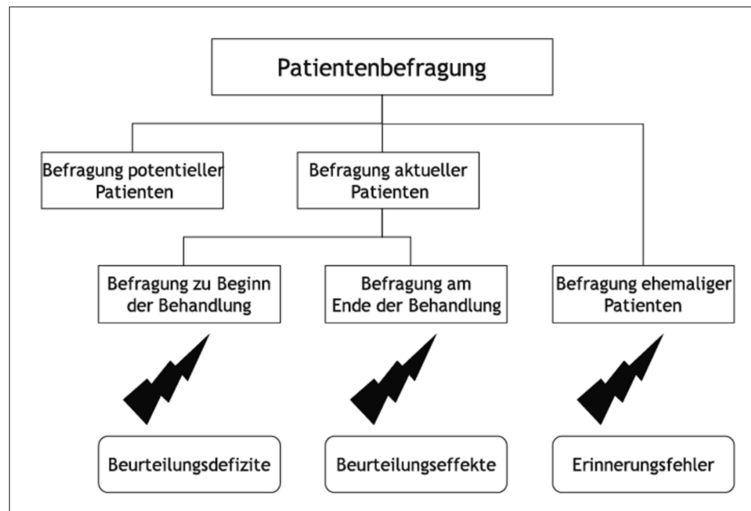 Patientenbefragung
Befragung potentieller
Patienten
Befragung aktueller
Patienten
Befragung zu Beginn
der Behandlung
Befragung am
Ende der Behandlung
Befragung ehemaliger
Patienten
Beurteilungsdefizite
Beurteilungseffekte
Erinnerungsfehler